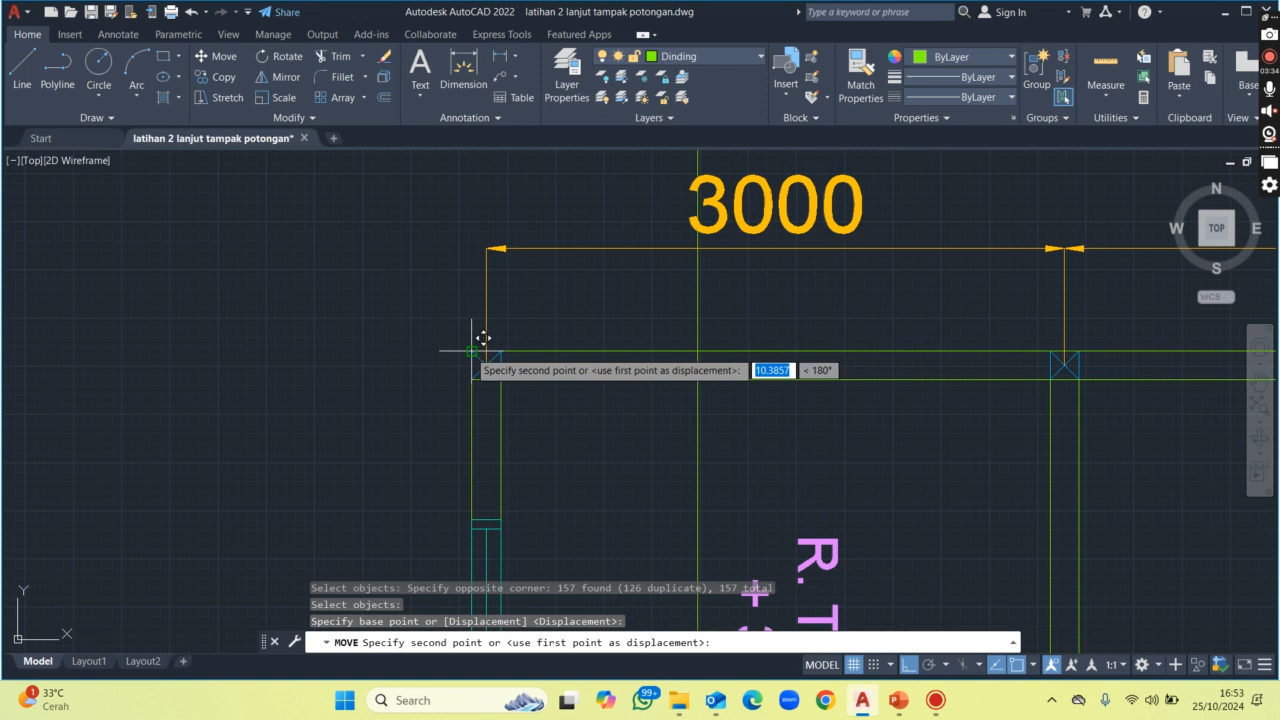 Share
Autodesk AutoCAD 2022 latihan 2 lanjut tampak potongan.dwg
Type a keyword or phrase
Sign In
Home Insert Annotate Parametric View Manage Output Add-ins Collaborate Express Tools Featured Apps
03:34
Line Polyline Circle Arc
Move Rotate Trim
Copy Mirror Fillet
Stretch Scale Array
Text Dimension
Table
Layer Properties
Dinding
Insert
Match Properties
ByLayer
ByLayer
ByLayer
Group
Measure
Paste
Base
Draw Modify Annotation Layers Block Properties Groups Utilities Clipboard View
Start
latihan 2 lanjut tampak potongan*
[−][Top][2D Wireframe]
3000
N
W TOP E
S
WCS
Specify second point or <use first point as displacement>: 10.3857 < 180°
R. T
Y
X
Select objects: Specify opposite corner: 157 found (126 duplicate), 157 total
Select objects:
Specify base point or [Displacement] <Displacement>:
MOVE Specify second point or <use first point as displacement>:
Model Layout1 Layout2
MODEL
1:1
1
33°C
Cerah
Search
99+
16:53
25/10/2024